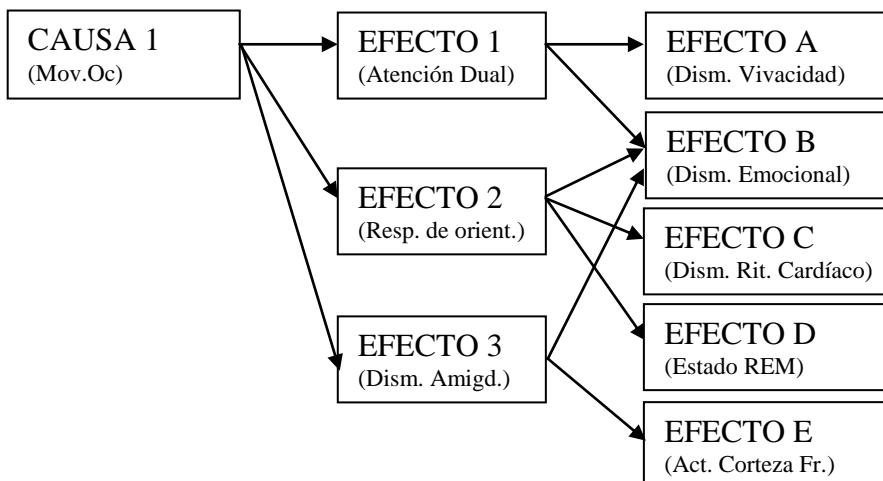 CAUSA 1
(Mov.Oc)
EFECTO 1
(Atención Dual)
EFECTO 2
(Resp. de orient.)
EFECTO 3
(Dism. Amigd.)
EFECTO A
(Dism. Vivacidad)
EFECTO B
(Dism. Emocional)
EFECTO C
(Dism. Rit. Cardíaco)
EFECTO D
(Estado REM)
EFECTO E
(Act. Corteza Fr.)